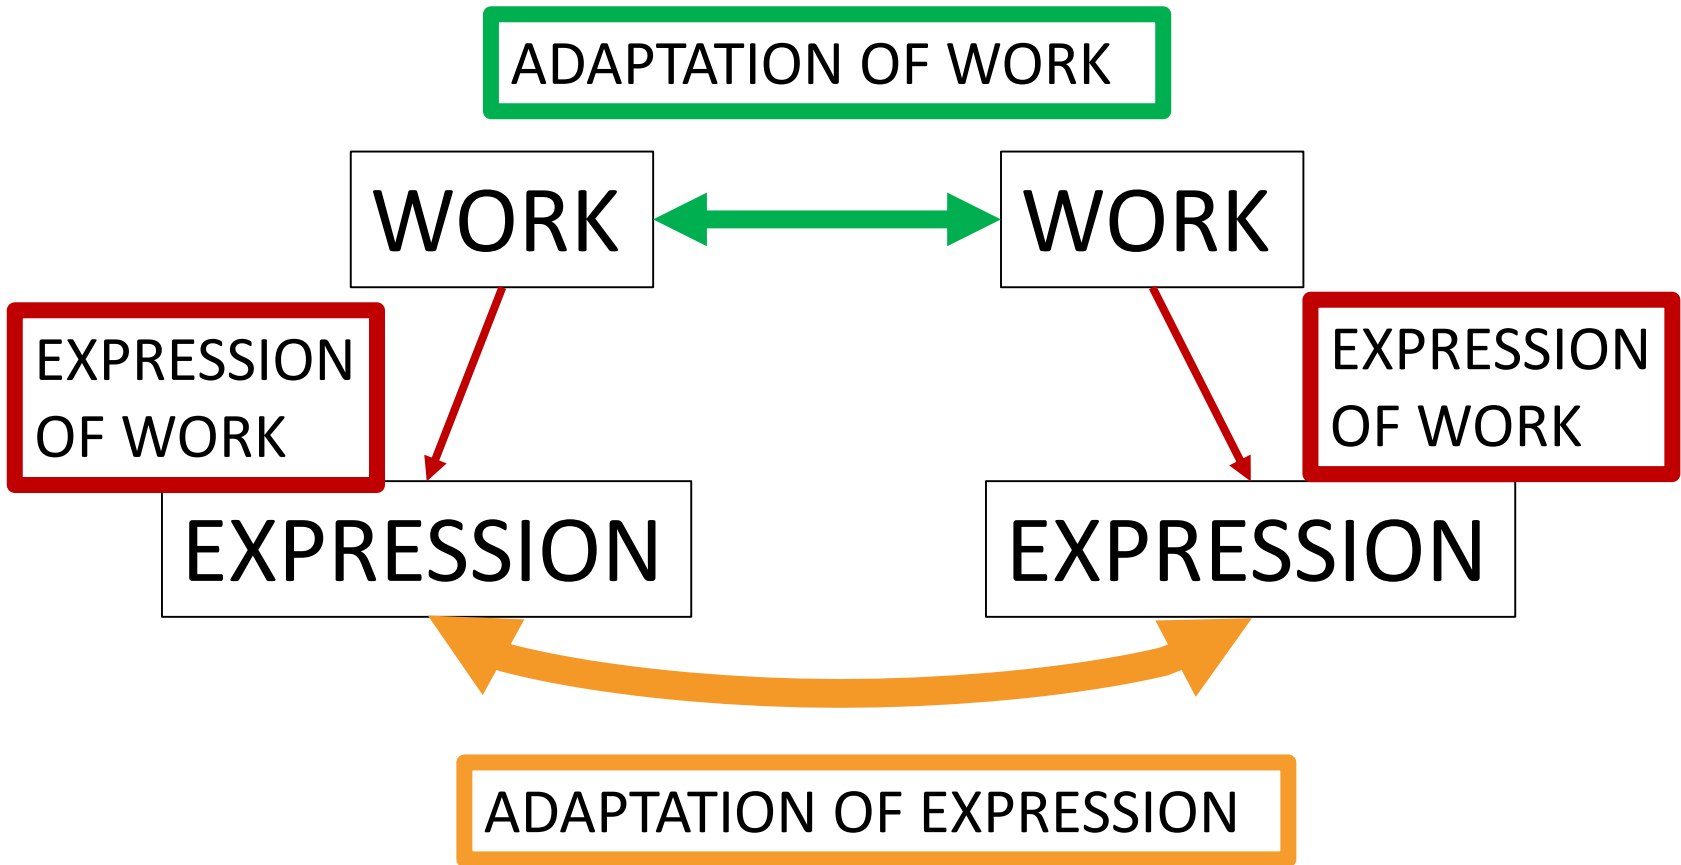 ADAPTATION OF WORK
WORK
WORK
EXPRESSION
OF WORK
EXPRESSION
OF WORK
EXPRESSION
EXPRESSION
ADAPTATION OF EXPRESSION